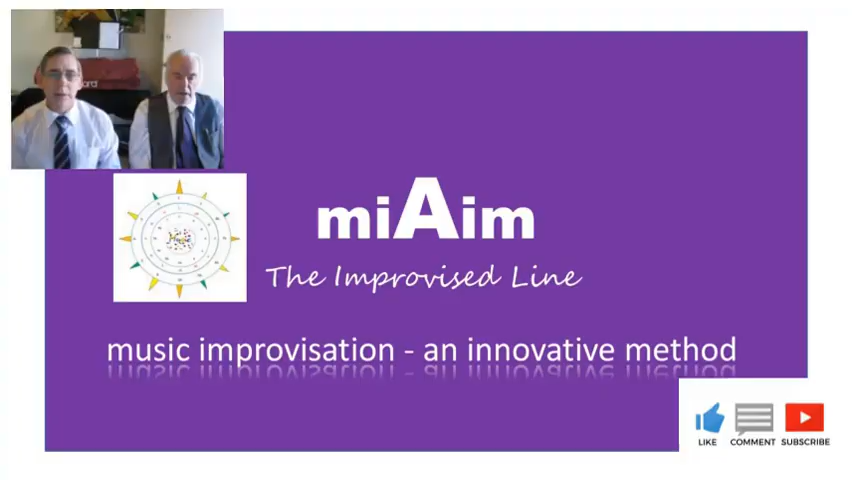 miAim
The Improvised Line
music improvisation - an innovative method
LIKE COMMENT SUBSCRIBE